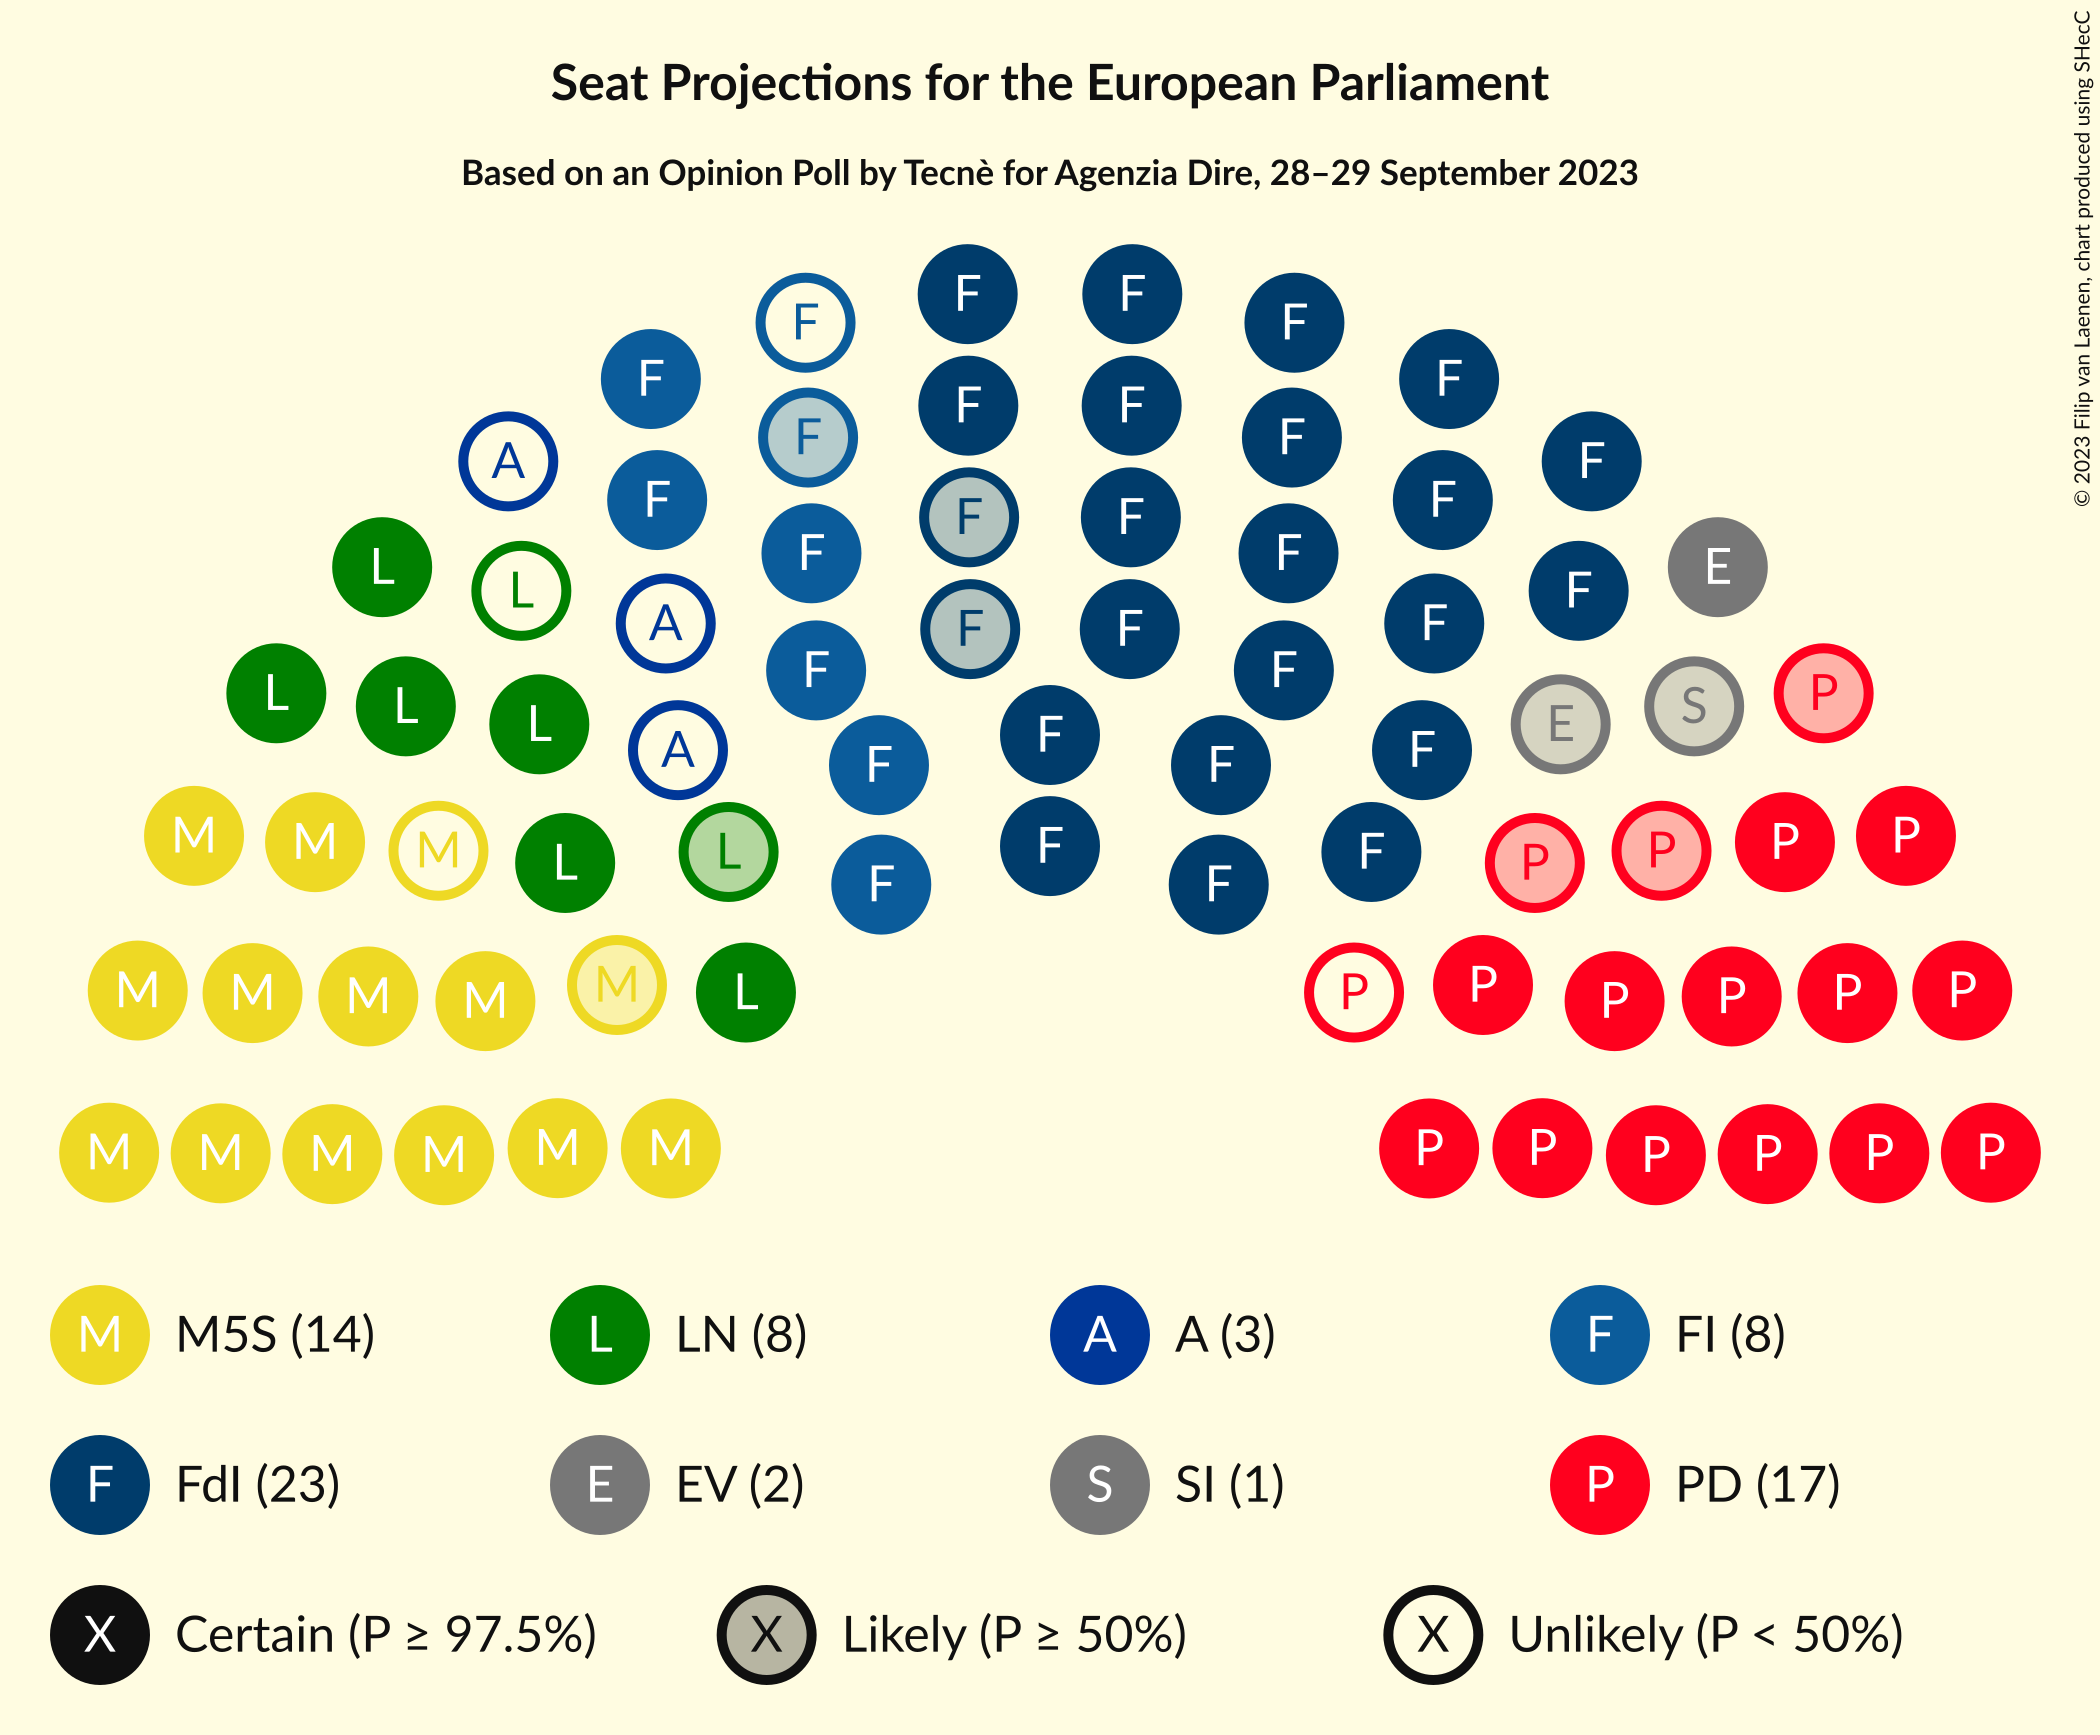 Seat Projections for the European Parliament
Based on an Opinion Poll by Tecnè for Agenzia Dire, 28–29 September 2023
© 2023 Filip van Laenen, chart produced using SHecC
F F
F F
F F
F F F F
F F
A F
F F
F F
F F
L E
L F
A F
F F
F F
L P
L S
L E
F
A F
F F
M P
M P
M P
L P
L F
F
F F
M P
M P
M P
M P
M P
L P
M M M M M M P P P P P P
M M5S (14) L LN (8) A A (3) F FI (8)
F FdI (23) E EV (2) S SI (1) P PD (17)
X Certain (P ≥ 97.5%) X Likely (P ≥ 50%) X Unlikely (P < 50%)